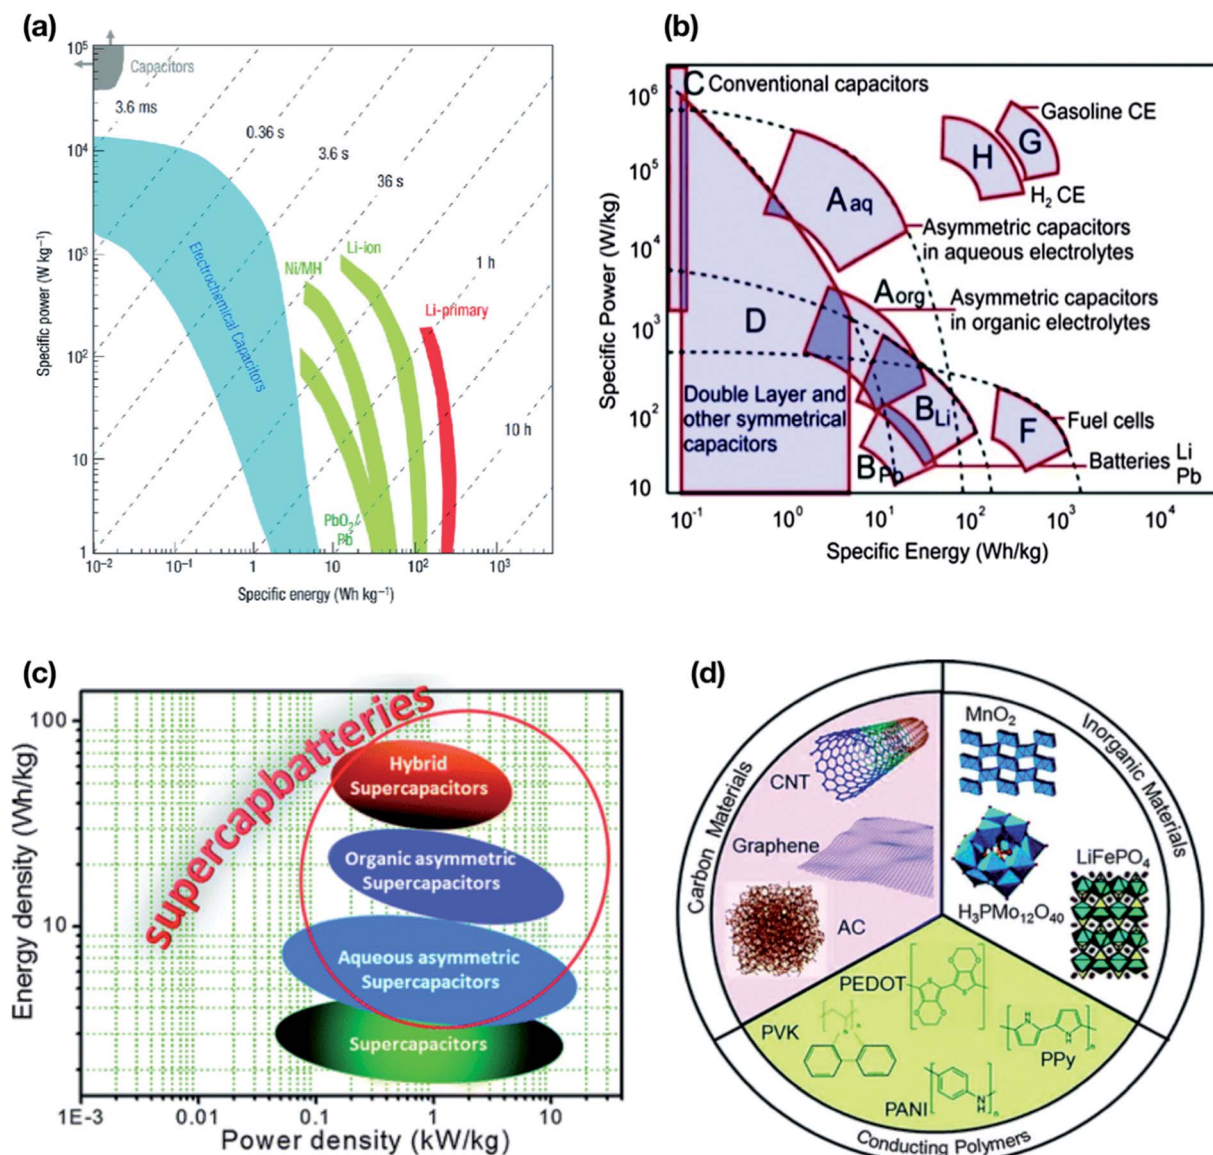 (a)
10⁵
Capacitors
3.6 ms
10⁴
0.36 s
3.6 s
36 s
Specific power (W kg⁻¹)
10³
Electrochemical Capacitors
Ni/MH
Li-ion
1 h
Li-primary
10²
10 h
10
PbO₂/
Pb
1
10⁻²
10⁻¹
1
10
10²
10³
Specific energy (Wh kg⁻¹)
(b)
C Conventional capacitors
10⁶
Gasoline CE
H
G
10⁵
A aq
H₂ CE
Specific Power (W/kg)
Asymmetric capacitors
in aqueous electrolytes
10⁴
A org
Asymmetric capacitors
in organic electrolytes
D
10³
Double Layer and
other symmetrical
capacitors
B Li
F
Fuel cells
10²
B Pb
Batteries Li
Pb
10
10⁻¹
10⁰
10¹
10²
10³
10⁴
Specific Energy (Wh/kg)
(c)
supercapbatteries
100
Hybrid
Supercapacitors
Energy density (Wh/kg)
Organic asymmetric
Supercapacitors
10
Aqueous asymmetric
Supercapacitors
Supercapacitors
1E-3
0.01
0.1
1
10
Power density (kW/kg)
(d)
Carbon Materials
CNT
Graphene
AC
Inorganic Materials
MnO₂
LiFePO₄
H₃PMo₁₂O₄₀
PEDOT
n
PVK
n
n
N
H
N
H
N
n
PPy
PANI
N
H
n
Conducting Polymers